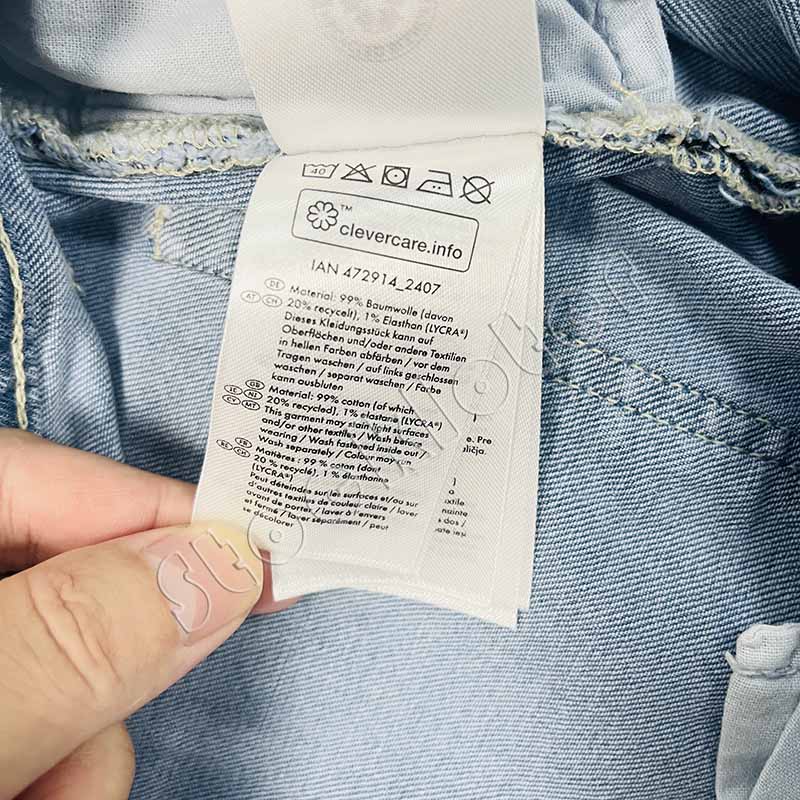 40
™
clevercare.info
IAN 472914_2407
DE Material: 99% Baumwolle (davon
AT CH 20% recycelt), 1% Elasthan (LYCRA®)
Dieses Kleidungsstück kann auf
Oberflächen und/oder andere Textilien
in hellen Farben abfärben / vor dem
Tragen waschen / auf links geschlossen
waschen / separat waschen / Farbe
kann ausbluten
GB Material: 99% cotton (of which
IE NI 20% recycled), 1% elastane (LYCRA®)
CY MT This garment may stain light surfaces
and/or other textiles / Wash before
wearing / Wash fastened inside out /
Wash separately / Colour may run
FR Matières : 99 % coton (dont
BE CH 20 % recyclé), 1 % élasthanne
(LYCRA®)
Peut déteindre sur les surfaces et/ou sur
d'autres textiles de couleur claire / laver
avant de porter / laver à l'envers
et fermé / laver séparément / peut
se décolorer
e. Pre